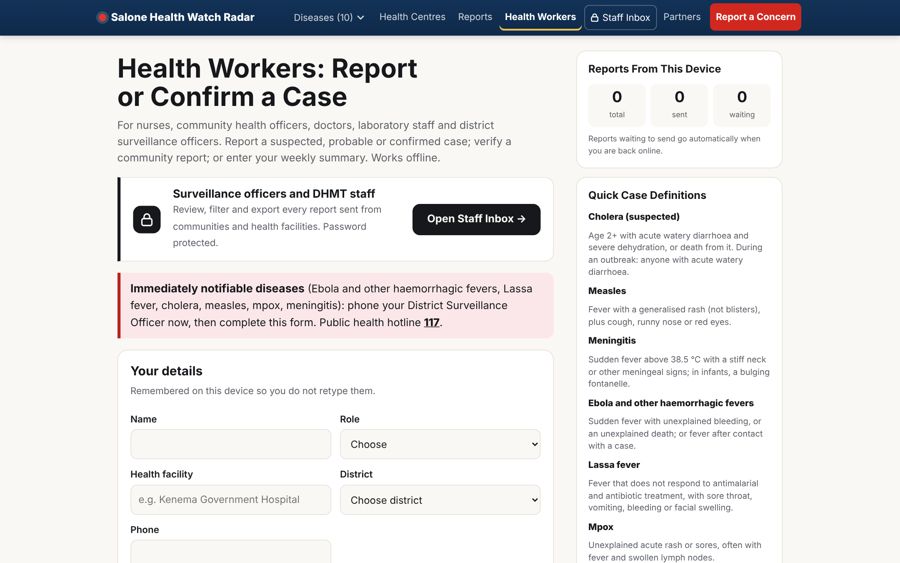 Salone Health Watch Radar
Diseases (10)
Health Centres
Reports
Health Workers
Staff Inbox
Partners
Report a Concern
Health Workers: Report
or Confirm a Case
For nurses, community health officers, doctors, laboratory staff and district
surveillance officers. Report a suspected, probable or confirmed case; verify a
community report; or enter your weekly summary. Works offline.
Surveillance officers and DHMT staff
Review, filter and export every report sent from
communities and health facilities. Password
protected.
Open Staff Inbox →
Immediately notifiable diseases (Ebola and other haemorrhagic fevers, Lassa
fever, cholera, measles, mpox, meningitis): phone your District Surveillance
Officer now, then complete this form. Public health hotline 117.
Your details
Remembered on this device so you do not retype them.
Name
Role
Choose
Health facility
District
e.g. Kenema Government Hospital
Choose district
Phone
Reports From This Device
0 0 0
total sent waiting
Reports waiting to send go automatically when
you are back online.
Quick Case Definitions
Cholera (suspected)
Age 2+ with acute watery diarrhoea and
severe dehydration, or death from it. During
an outbreak: anyone with acute watery
diarrhoea.
Measles
Fever with a generalised rash (not blisters),
plus cough, runny nose or red eyes.
Meningitis
Sudden fever above 38.5 °C with a stiff neck
or other meningeal signs; in infants, a bulging
fontanelle.
Ebola and other haemorrhagic fevers
Sudden fever with unexplained bleeding, or
an unexplained death; or fever after contact
with a case.
Lassa fever
Fever that does not respond to antimalarial
and antibiotic treatment, with sore throat,
vomiting, bleeding or facial swelling.
Mpox
Unexplained acute rash or sores, often with
fever and swollen lymph nodes.